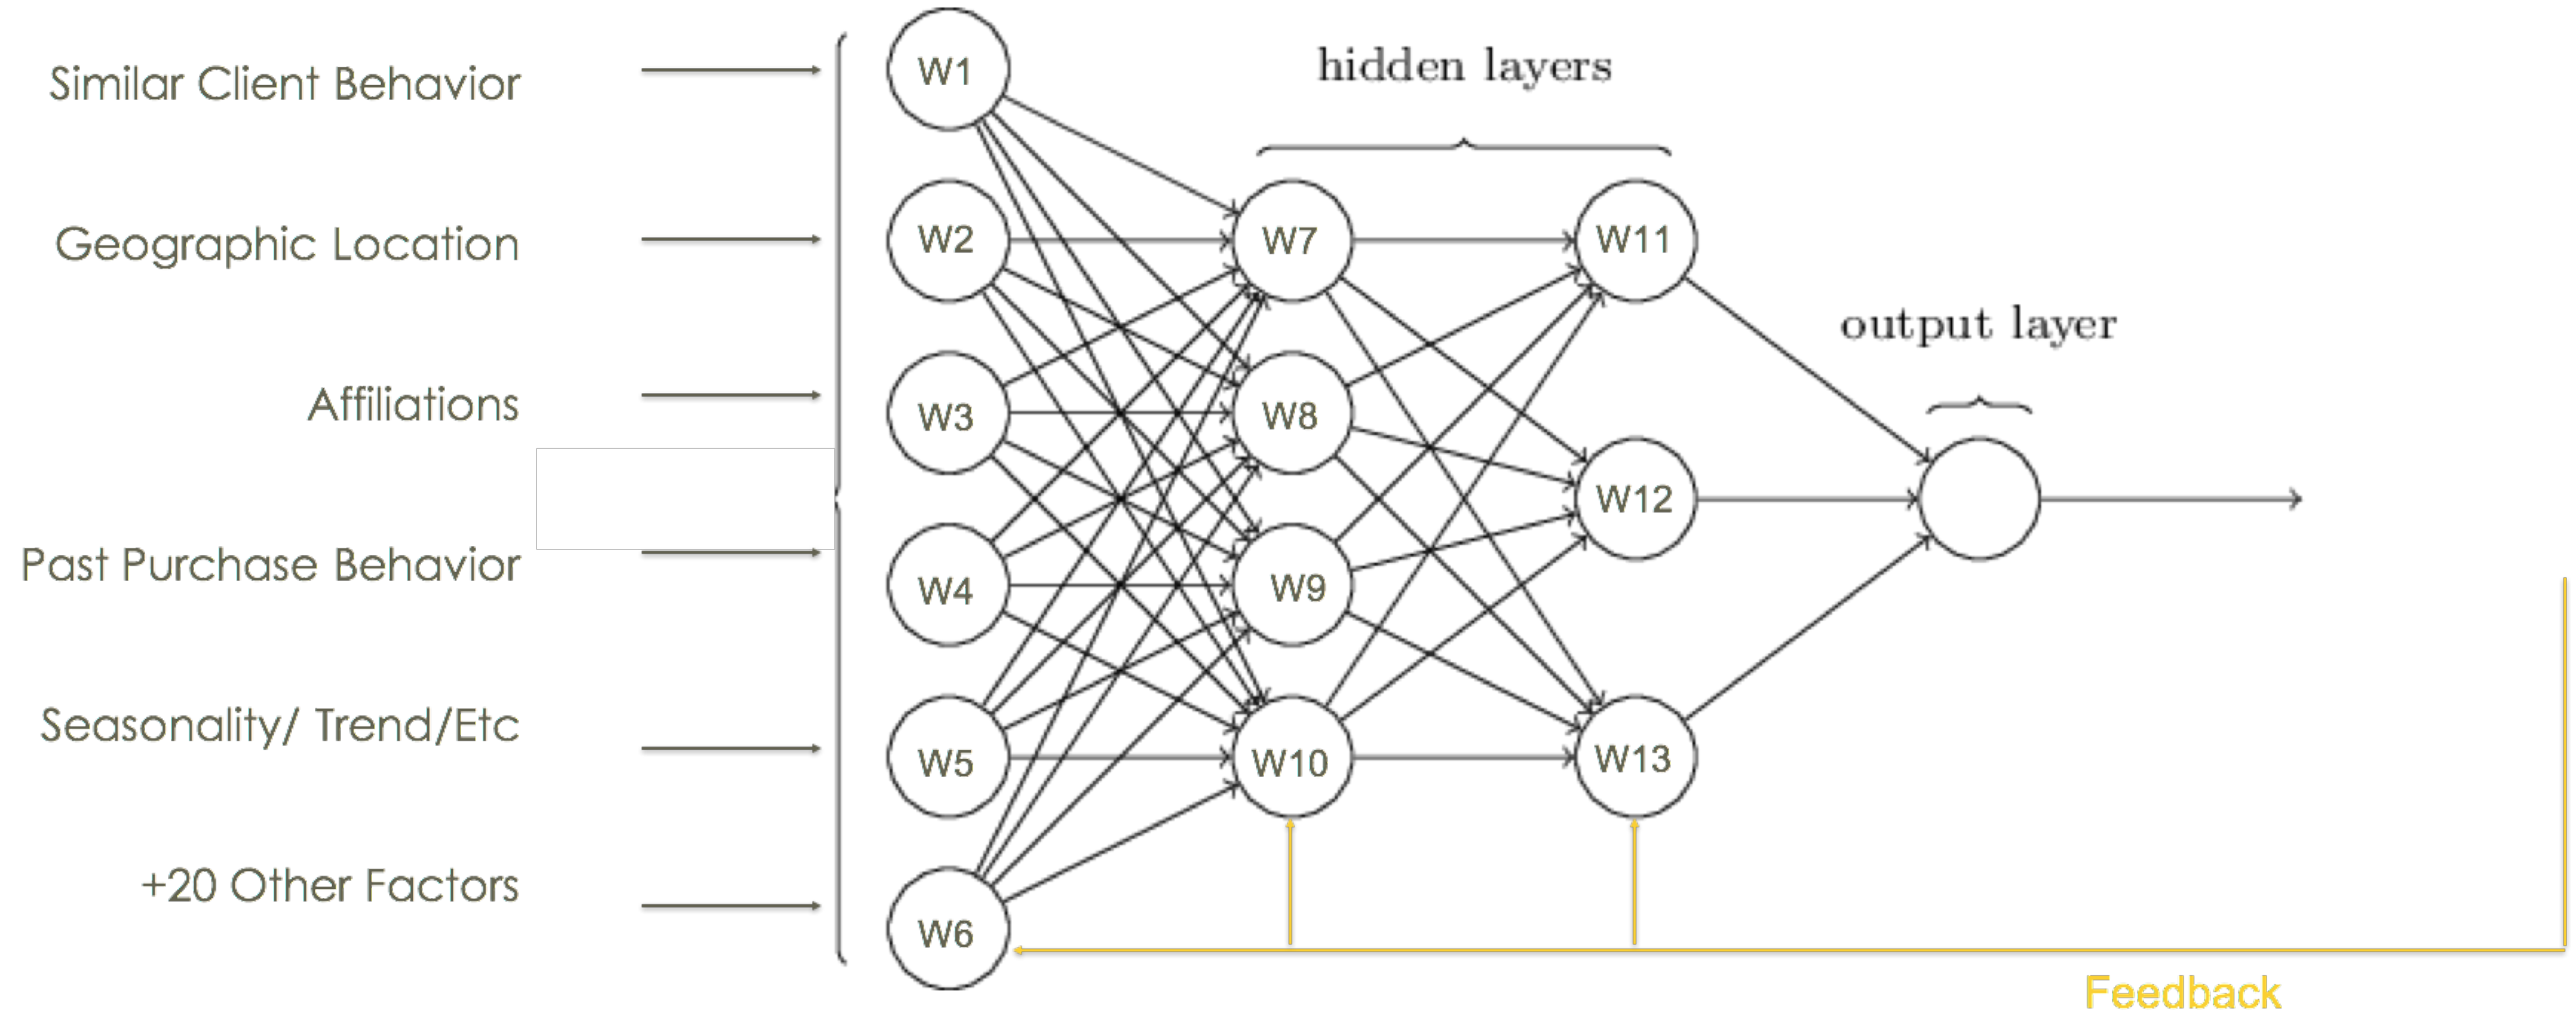 Similar Client Behavior
Geographic Location
Affiliations
Past Purchase Behavior
Seasonality/ Trend/Etc
+20 Other Factors
W1
W2
W3
W4
W5
W6
hidden layers
W7
W8
W9
W10
W11
W12
W13
output layer
Feedback